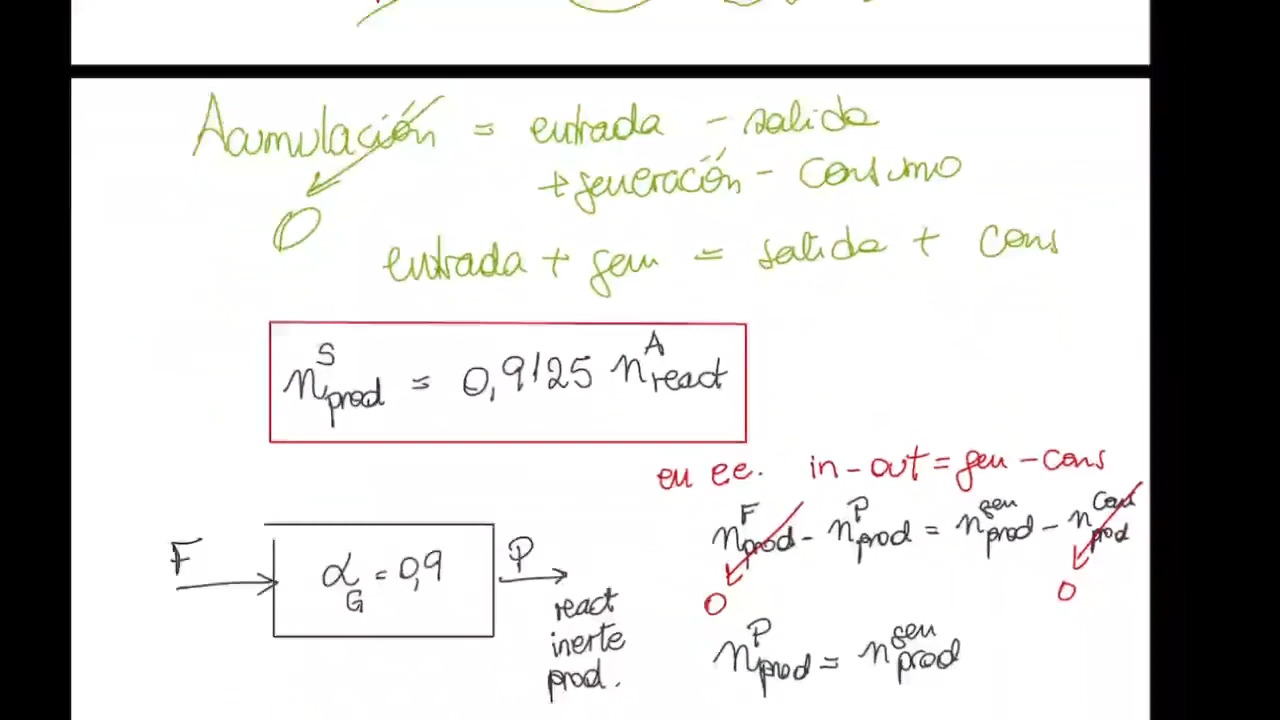 Acumulación = entrada - salida
+ generación - consumo
0
entrada + gen = salida + cons
n^S_prod = 0,9125 n^A_react
en ee. in - out = gen - cons
n^F_prod - n^P_prod = n^gen_prod - n^cons_prod
0 0
F
α_G = 0,9
P
react
inerte
prod.
n^P_prod = n^gen_prod